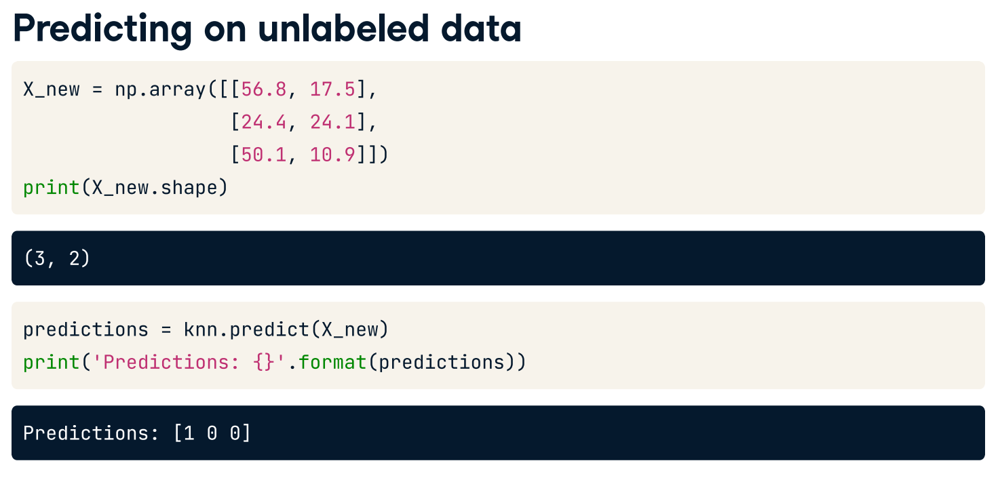 Predicting on unlabeled data
X_new = np.array([[56.8, 17.5],
                  [24.4, 24.1],
                  [50.1, 10.9]])
print(X_new.shape)
(3, 2)
predictions = knn.predict(X_new)
print('Predictions: {}'.format(predictions))
Predictions: [1 0 0]